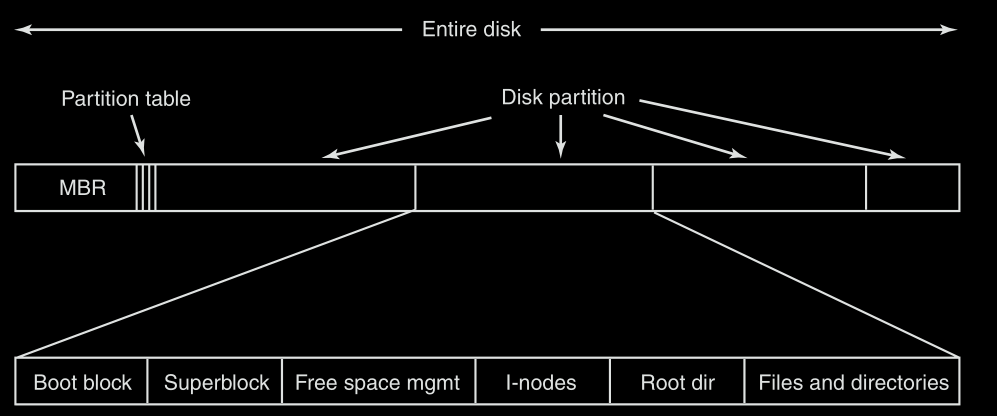 Entire disk
Partition table
Disk partition
MBR
Boot block
Superblock
Free space mgmt
I-nodes
Root dir
Files and directories